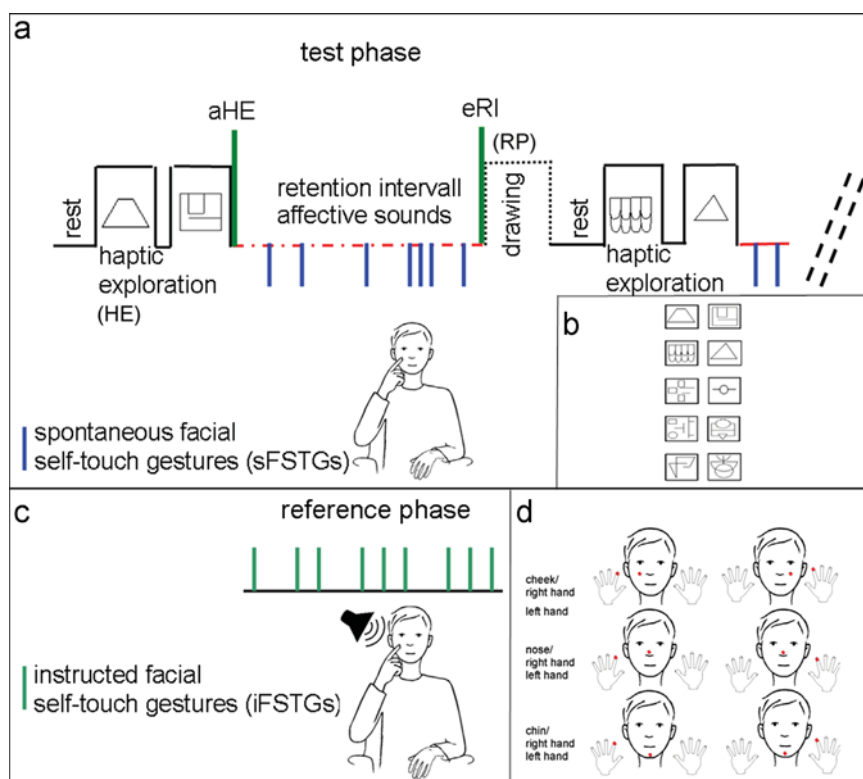 a
test phase
aHE
eRI
(RP)
rest
retention intervall
affective sounds
drawing
rest
haptic
exploration
(HE)
haptic
exploration
spontaneous facial
self-touch gestures (sFSTGs)
b
c
reference phase
instructed facial
self-touch gestures (iFSTGs)
d
cheek/
right hand
left hand
nose/
right hand
left hand
chin/
right hand
left hand